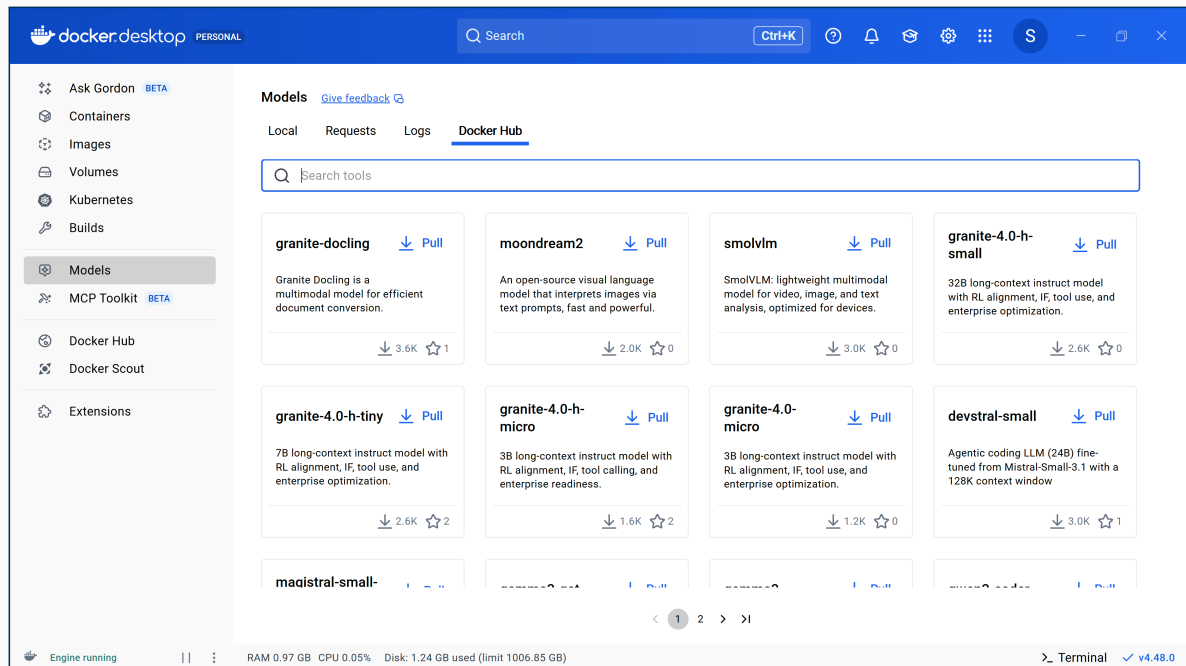 docker.desktop PERSONAL
Search
Ctrl+K
S
Ask Gordon BETA
Containers
Images
Volumes
Kubernetes
Builds
Models
MCP Toolkit BETA
Docker Hub
Docker Scout
Extensions
Models Give feedback
Local Requests Logs Docker Hub
Search tools
granite-docling Pull
Granite Docling is a
multimodal model for efficient
document conversion.
3.6K 1
moondream2 Pull
An open-source visual language
model that interprets images via
text prompts, fast and powerful.
2.0K 0
smolvlm Pull
SmolVLM: lightweight multimodal
model for video, image, and text
analysis, optimized for devices.
3.0K 0
granite-4.0-h-
small
Pull
32B long-context instruct model
with RL alignment, IF, tool use, and
enterprise optimization.
2.6K 0
granite-4.0-h-tiny Pull
7B long-context instruct model with
RL alignment, IF, tool use, and
enterprise optimization.
2.6K 2
granite-4.0-h-
micro
Pull
3B long-context instruct model with
RL alignment, IF, tool calling, and
enterprise readiness.
1.6K 2
granite-4.0-
micro
Pull
3B long-context instruct model with
RL alignment, IF, tool use, and
enterprise optimization.
1.2K 0
devstral-small Pull
Agentic coding LLM (24B) fine-
tuned from Mistral-Small-3.1 with a
128K context window
3.0K 1
magistral-small-
1 2
Engine running
RAM 0.97 GB CPU 0.05% Disk: 1.24 GB used (limit 1006.85 GB)
Terminal
v4.48.0